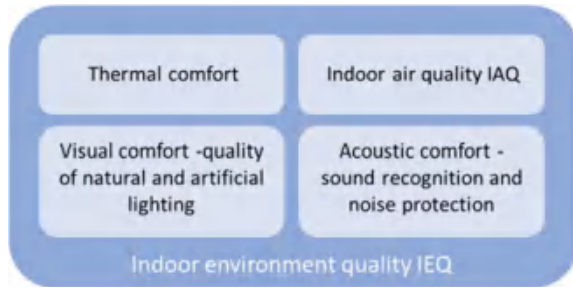 Thermal comfort
Indoor air quality IAQ
Visual comfort -quality
of natural and artificial
lighting
Acoustic comfort -
sound recognition and
noise protection
Indoor environment quality IEQ